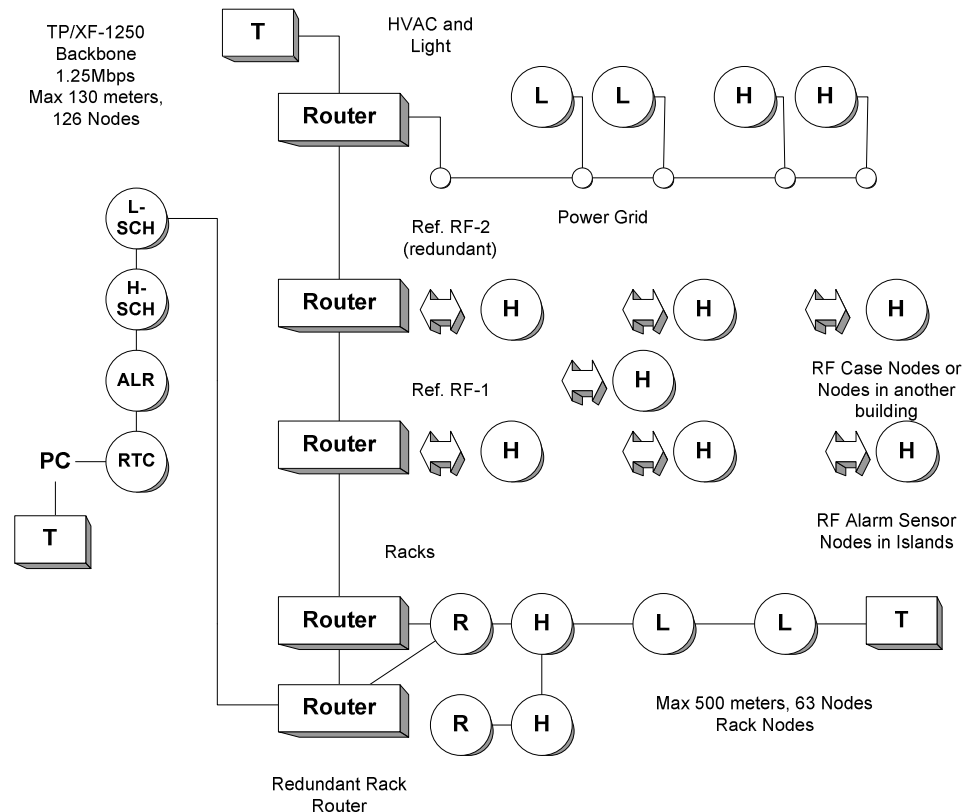 TP/XF-1250
Backbone
1.25Mbps
Max 130 meters,
126 Nodes
T
HVAC and
Light
Router
L
L
H
H
Power Grid
L-
SCH
H-
SCH
ALR
RTC
PC
T
Ref. RF-2
(redundant)
Router
H
H
H
H
RF Case Nodes or
Nodes in another
building
Ref. RF-1
Router
H
H
H
RF Alarm Sensor
Nodes in Islands
Racks
Router
R
H
L
L
T
Router
R
H
Max 500 meters, 63 Nodes
Rack Nodes
Redundant Rack
Router